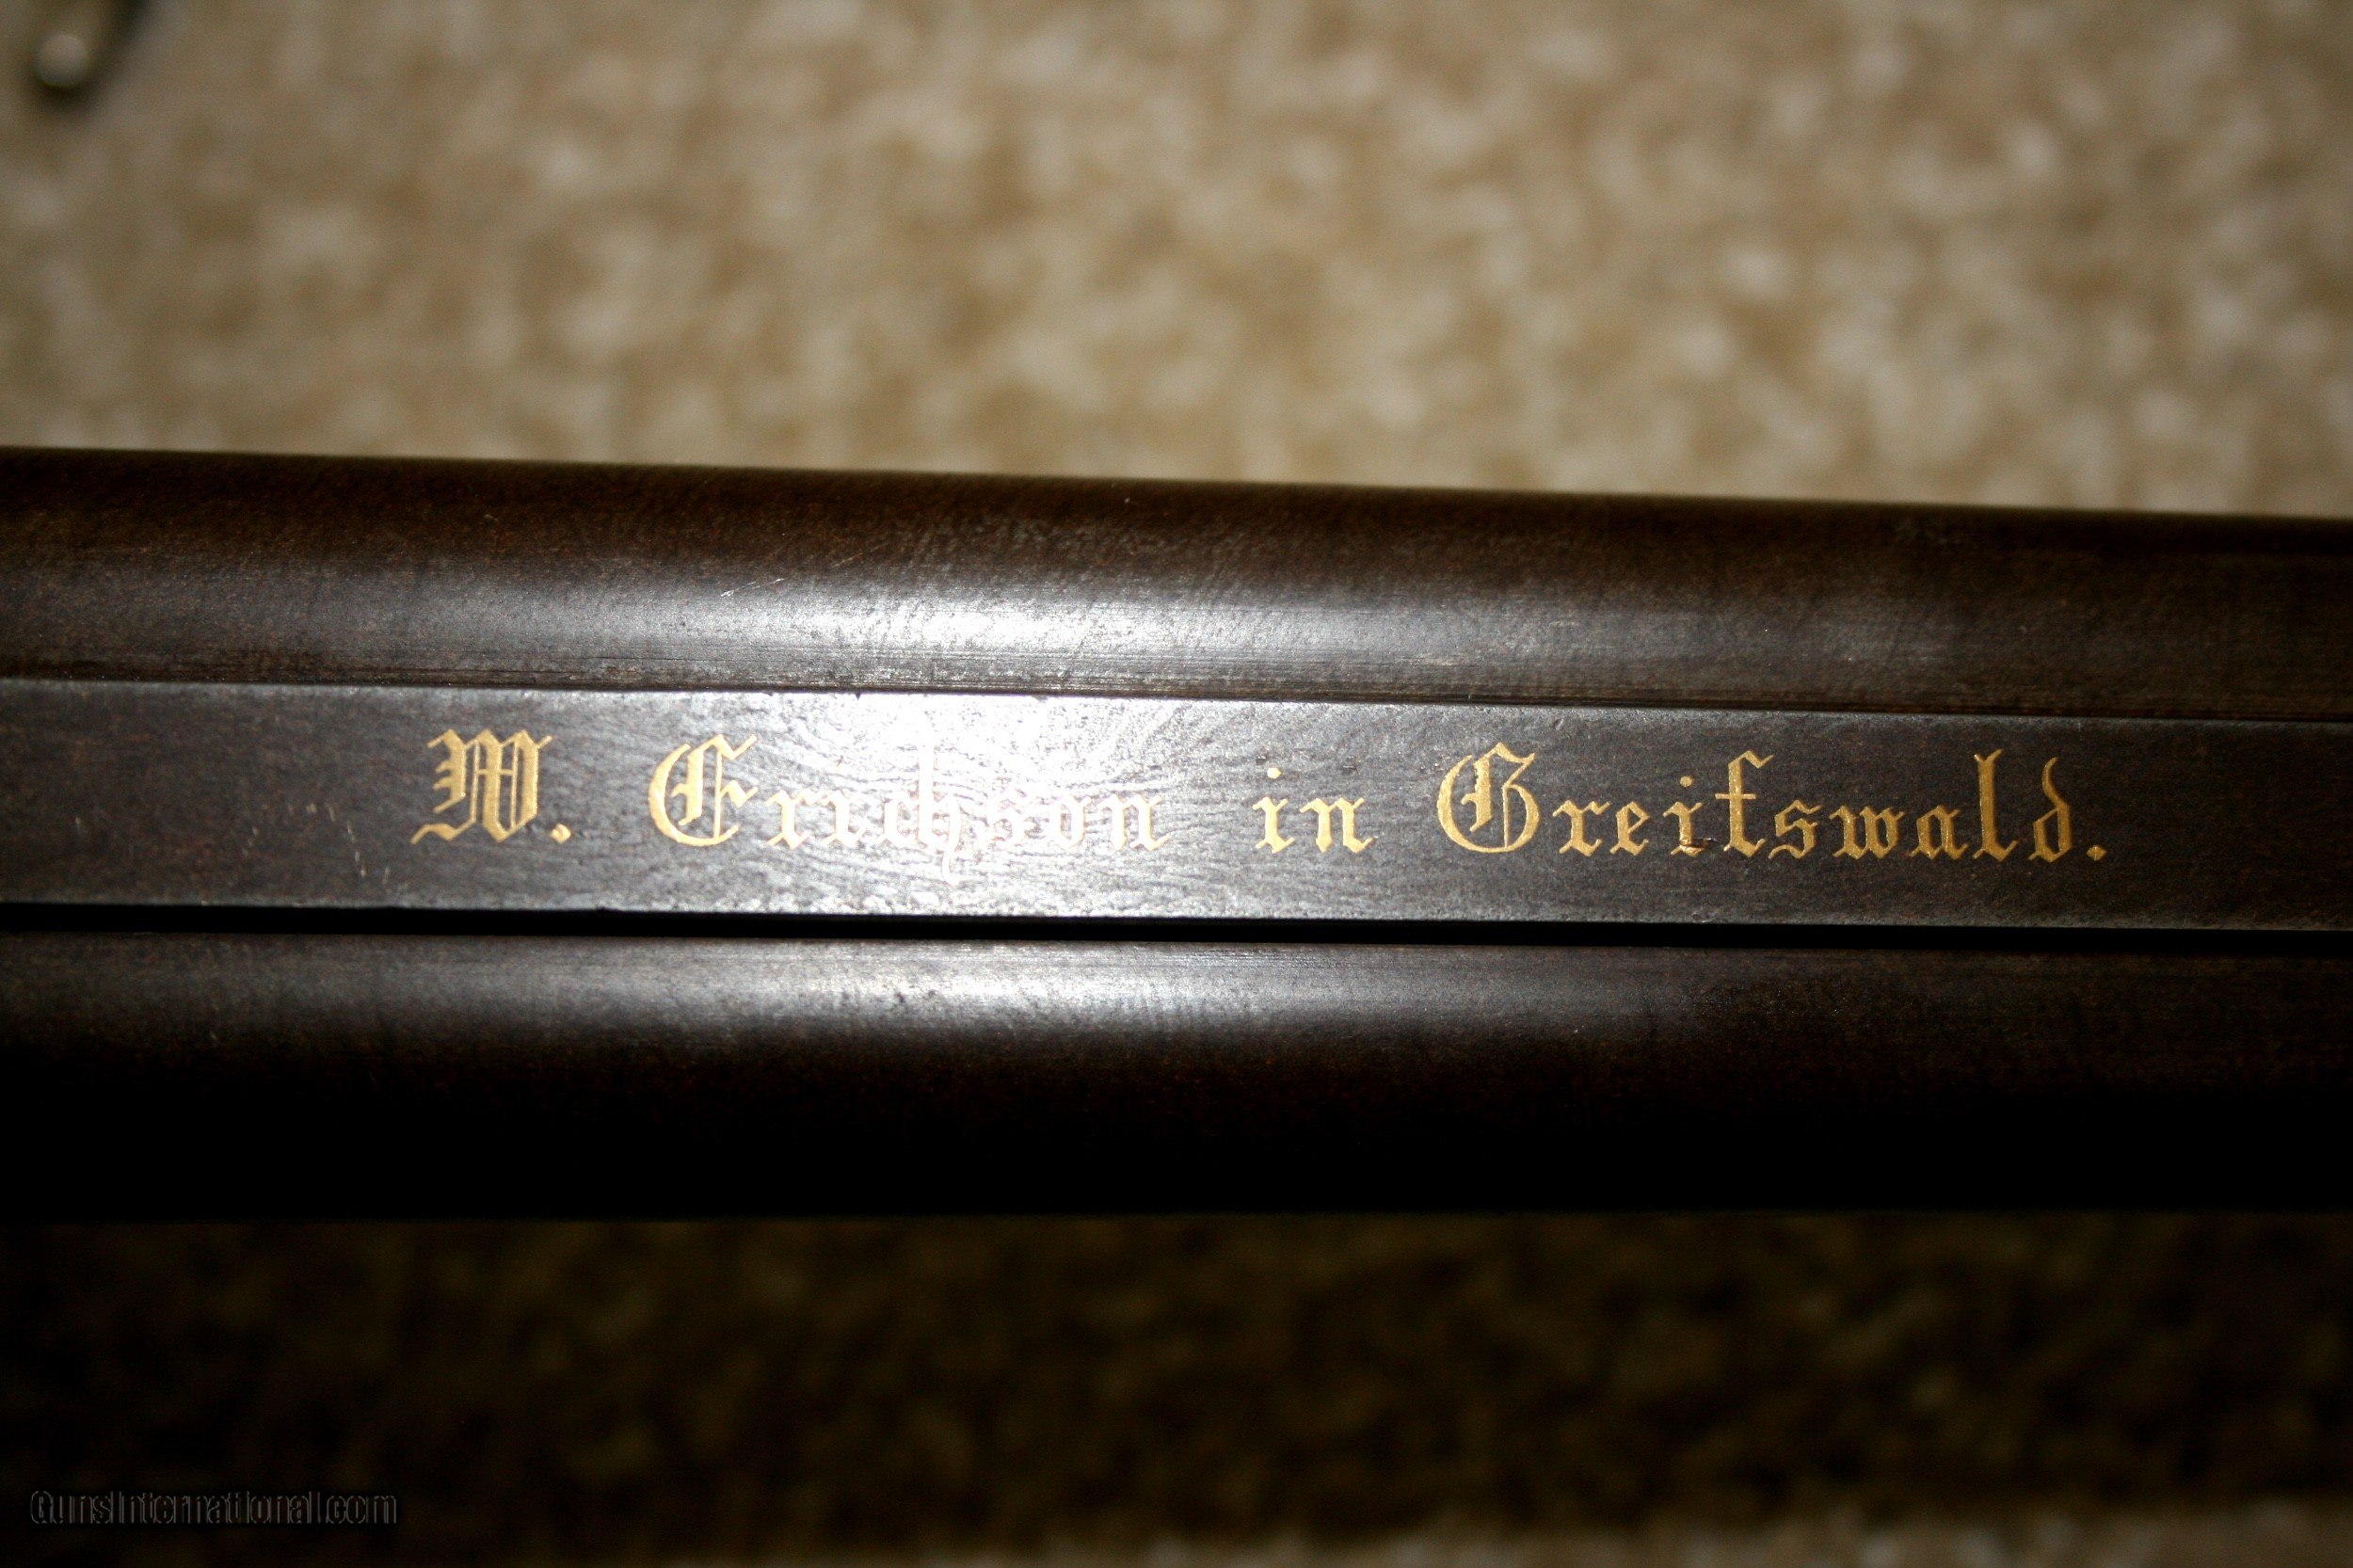 W. Erichson in Greifswald.
GunsInternational.com